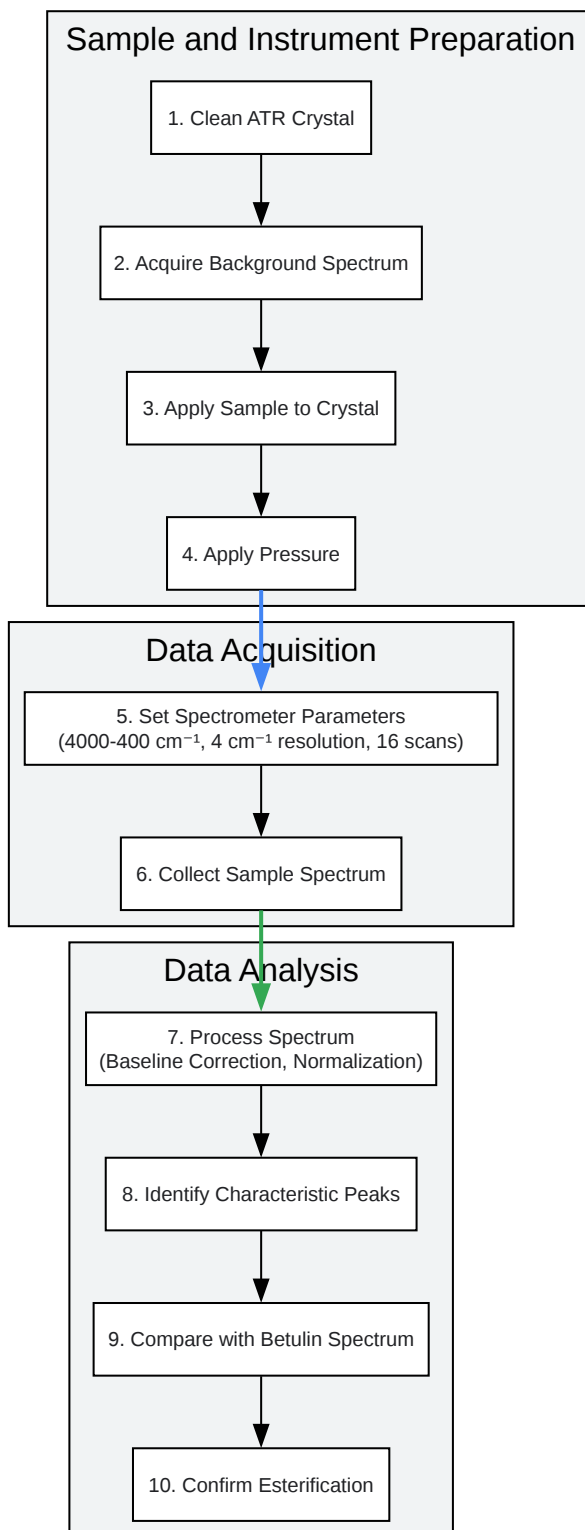 Sample and Instrument Preparation
1. Clean ATR Crystal
2. Acquire Background Spectrum
3. Apply Sample to Crystal
4. Apply Pressure
Data Acquisition
5. Set Spectrometer Parameters
(4000-400 cm⁻¹, 4 cm⁻¹ resolution, 16 scans)
6. Collect Sample Spectrum
Data Analysis
7. Process Spectrum
(Baseline Correction, Normalization)
8. Identify Characteristic Peaks
9. Compare with Betulin Spectrum
10. Confirm Esterification